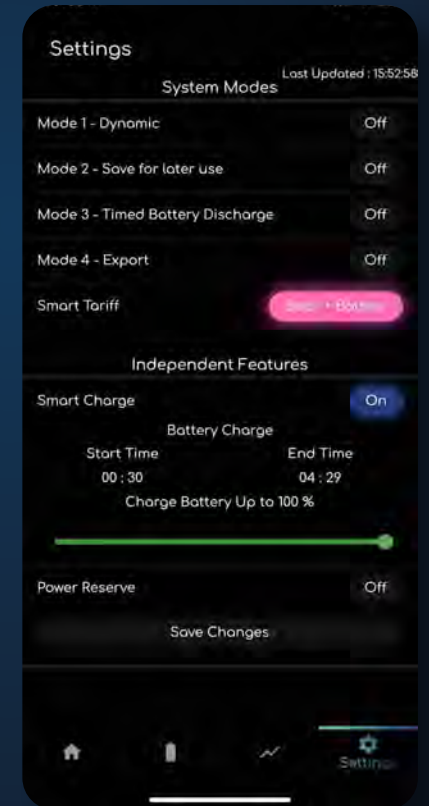 Settings
Last Updated : 15:52:58
System Modes
Mode 1 - Dynamic Off
Mode 2 - Save for later use Off
Mode 3 - Timed Battery Discharge Off
Mode 4 - Export Off
Smart Tariff
Independent Features
Smart Charge On
Battery Charge
Start Time End Time
00 : 30 04 : 29
Charge Battery Up to 100 %
Power Reserve Off
Save Changes
Settings